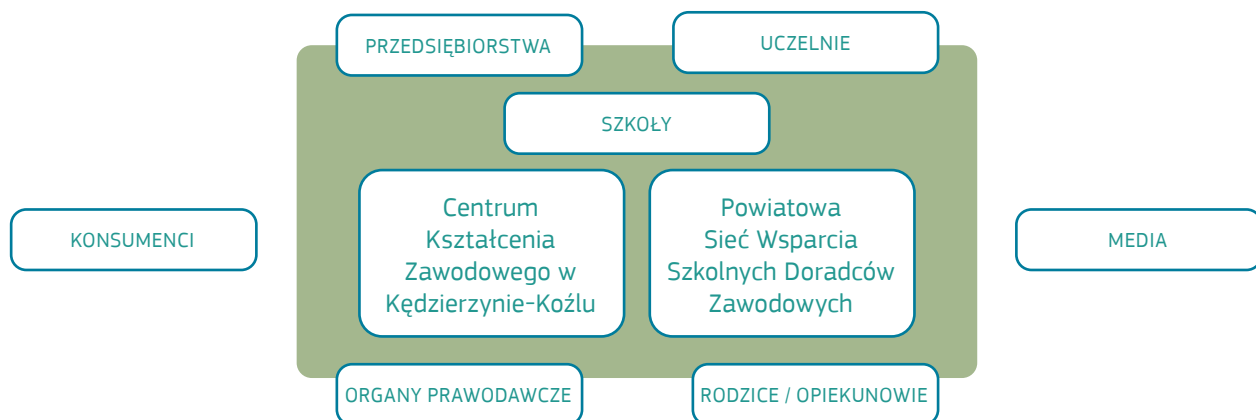 PRZEDSIĘBIORSTWA
UCZELNIE
SZKOŁY
KONSUMENCI
Centrum
Kształcenia
Zawodowego w
Kędzierzynie-Koźlu
Powiatowa
Sieć Wsparcia
Szkolnych Doradców
Zawodowych
MEDIA
ORGANY PRAWODAWCZE
RODZICE / OPIEKUNOWIE